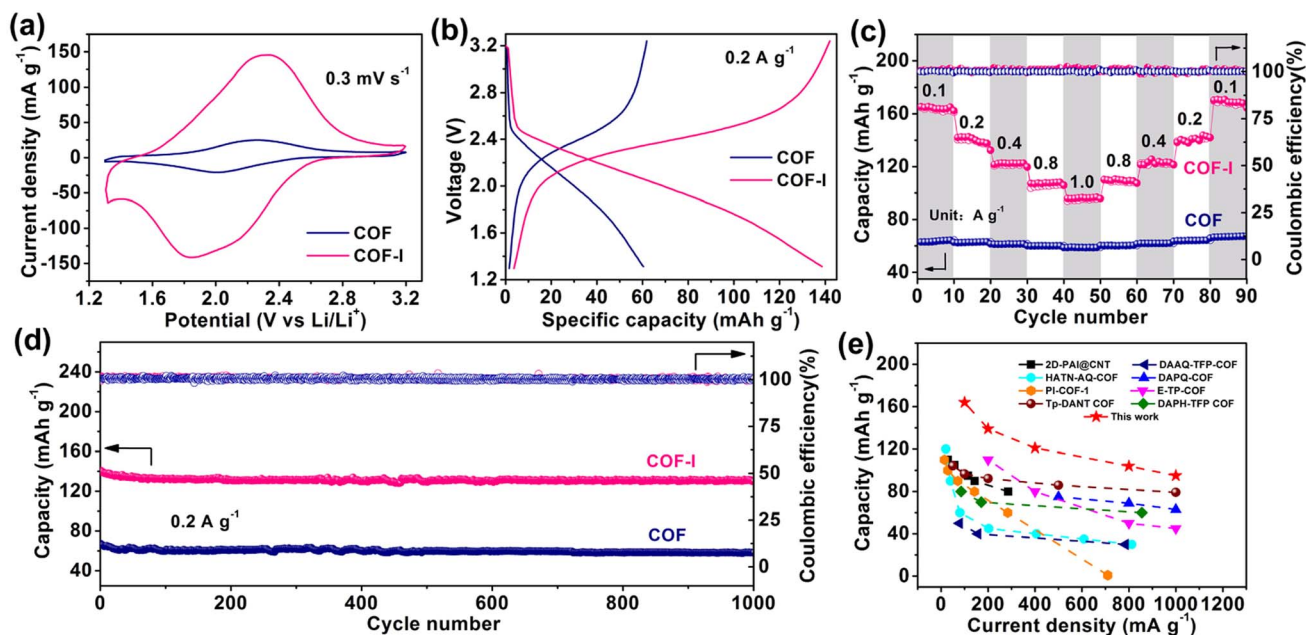 (a)
Current density (mA g⁻¹)
150
100
50
0
-50
-100
-150
0.3 mV s⁻¹
COF
COF-I
1.3 1.6 2.0 2.4 2.8 3.2
Potential (V vs Li/Li⁺)
(b)
Voltage (V)
3.2
2.8
2.4
2.0
1.6
1.2
0.2 A g⁻¹
COF
COF-I
0 20 40 60 80 100 120 140
Specific capacity (mAh g⁻¹)
(c)
Capacity (mAh g⁻¹)
200
160
120
80
60
40
0.1
0.2
0.4
0.8
1.0
0.8
0.4
0.2
0.1
COF-I
Unit: A g⁻¹
COF
100
75
50
25
0
Coulombic efficiency(%)
0 10 20 30 40 50 60 70 80 90
Cycle number
(d)
Capacity (mAh g⁻¹)
240
200
160
120
80
40
COF-I
0.2 A g⁻¹
COF
100
75
50
25
0
Coulombic efficiency(%)
0 200 400 600 800 1000
Cycle number
(e)
Capacity (mAh g⁻¹)
200
160
120
80
40
0
2D-PAI@CNT
HATN-AQ-COF
PI-COF-1
Tp-DANT COF
DAAQ-TFP-COF
DAPQ-COF
E-TP-COF
DAPH-TFP COF
This work
0 200 400 600 800 1000 1200
Current density (mA g⁻¹)